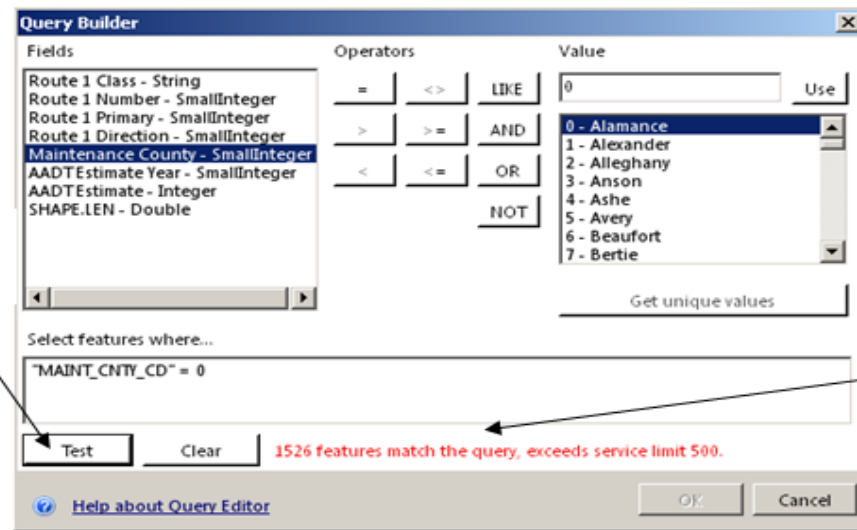 Query Builder
Fields
Operators
Value
Route 1 Class - String
Route 1 Number - SmallInteger
Route 1 Primary - SmallInteger
Route 1 Direction - SmallInteger
Maintenance County - SmallInteger
AADTEstimate Year - SmallInteger
AADTEstimate - Integer
SHAPE.LEN - Double
= <> LIKE
> >= AND
< <= OR
NOT
0
Use
0 - Alamance
1 - Alexander
2 - Alleghany
3 - Anson
4 - Ashe
5 - Avery
6 - Beaufort
7 - Bertie
Get unique values
Select features where...
"MAINT_CNTY_CD" = 0
Test
Clear
1526 features match the query, exceeds service limit 500.
Help about Query Editor
OK
Cancel